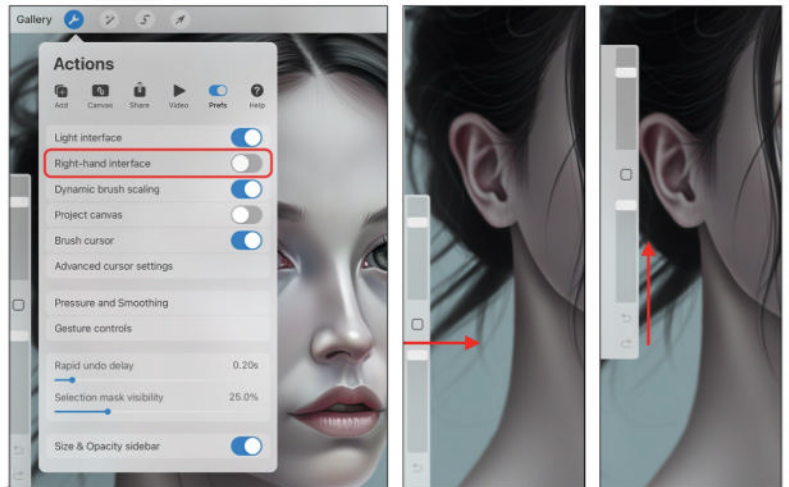 Gallery
Actions
Add Canvas Share Video Prefs Help
Light interface
Right-hand interface
Dynamic brush scaling
Project canvas
Brush cursor
Advanced cursor settings
Pressure and Smoothing
Gesture controls
Rapid undo delay 0.20s
Selection mask visibility 25.0%
Size & Opacity sidebar